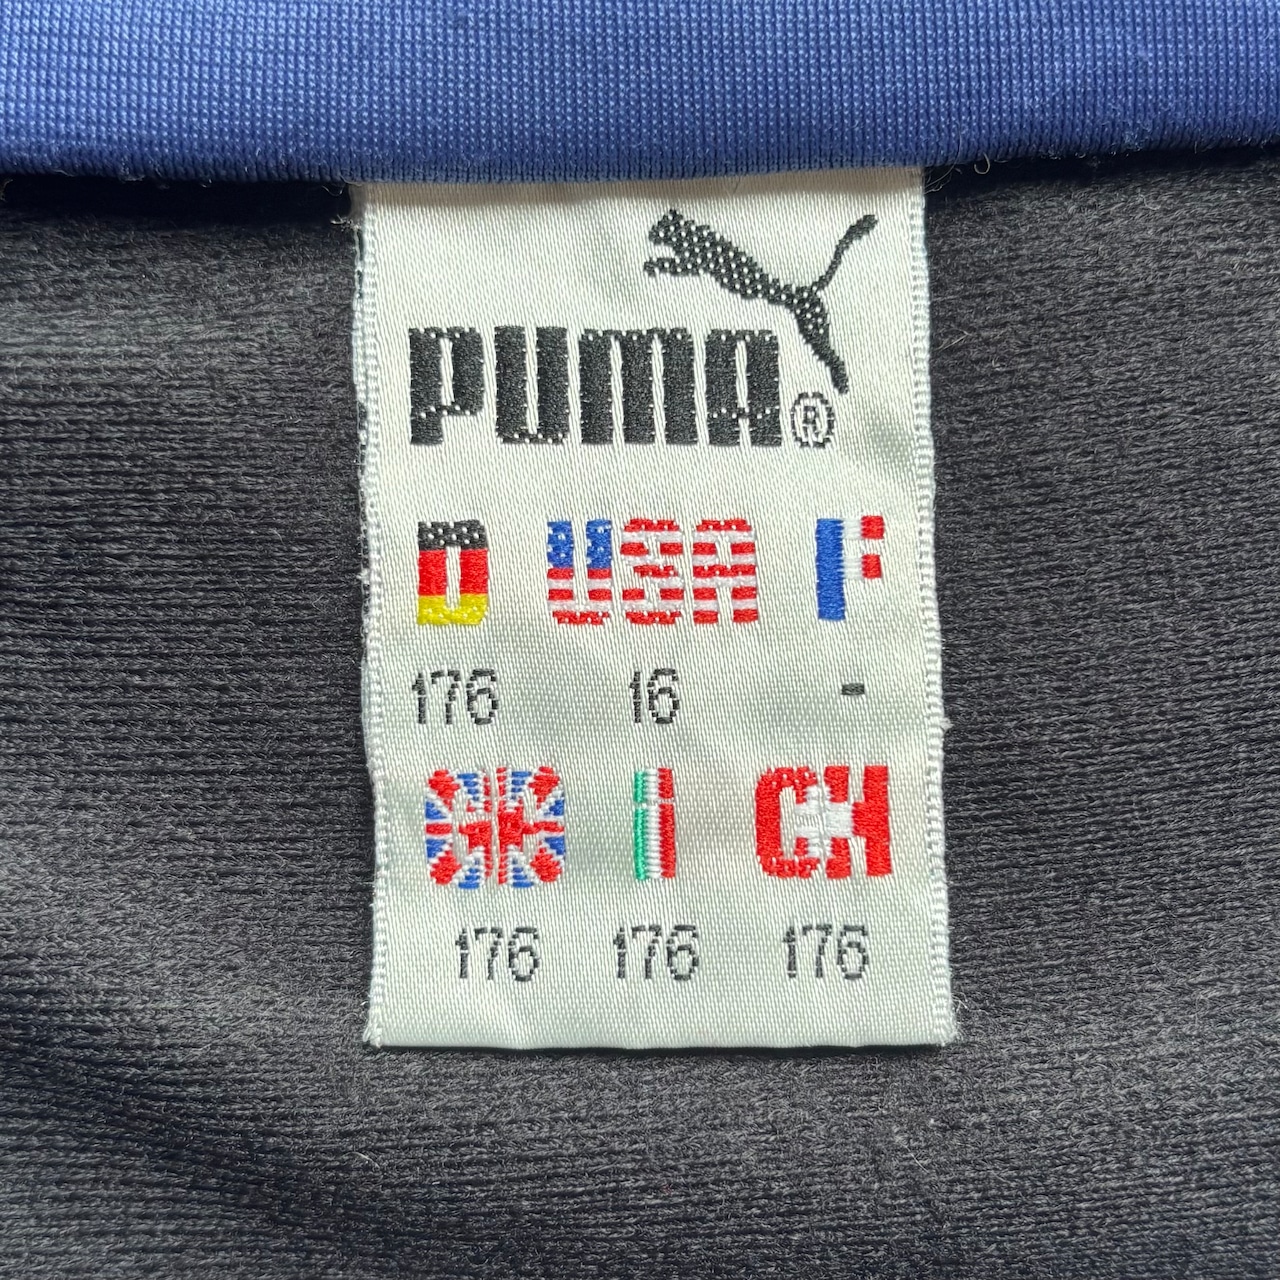 PUMA®
D USA F
176 16 -
GB I CH
176 176 176